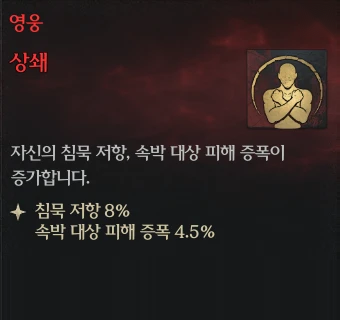 영웅
상쇄
자신의 침묵 저항, 속박 대상 피해 증폭이
증가합니다.
침묵 저항 8%
속박 대상 피해 증폭 4.5%